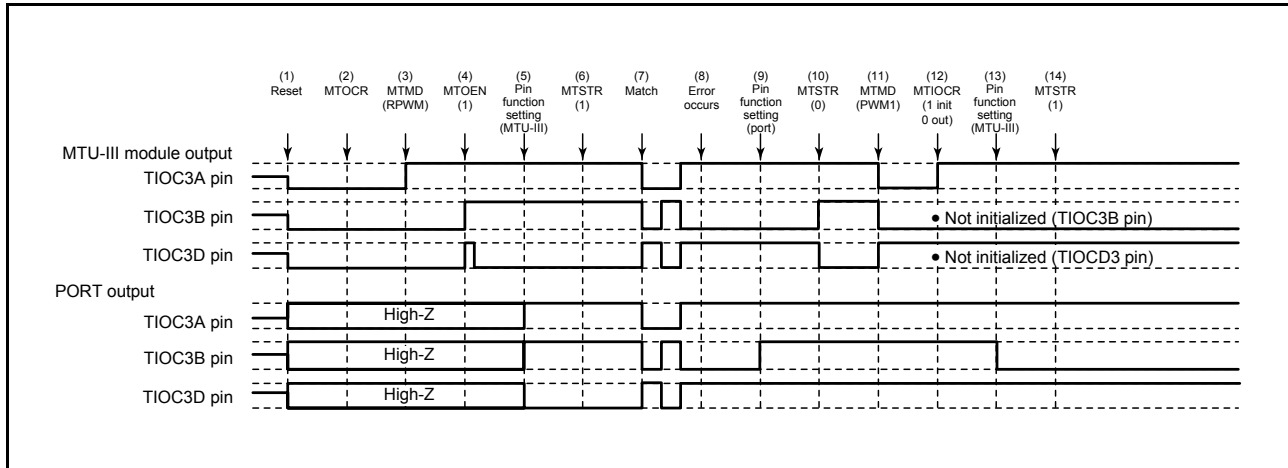 (1) Reset
(2) MTOCR
(3) MTMD (RPWM)
(4) MTOEN (1)
(5) Pin function setting (MTU-III)
(6) MTSTR (1)
(7) Match
(8) Error occurs
(9) Pin function setting (port)
(10) MTSTR (0)
(11) MTMD (PWM1)
(12) MTIOCR (1 init 0 out)
(13) Pin function setting (MTU-III)
(14) MTSTR (1)
MTU-III module output
TIOC3A pin
TIOC3B pin
• Not initialized (TIOC3B pin)
TIOC3D pin
• Not initialized (TIOCD3 pin)
PORT output
TIOC3A pin
High-Z
TIOC3B pin
High-Z
TIOC3D pin
High-Z